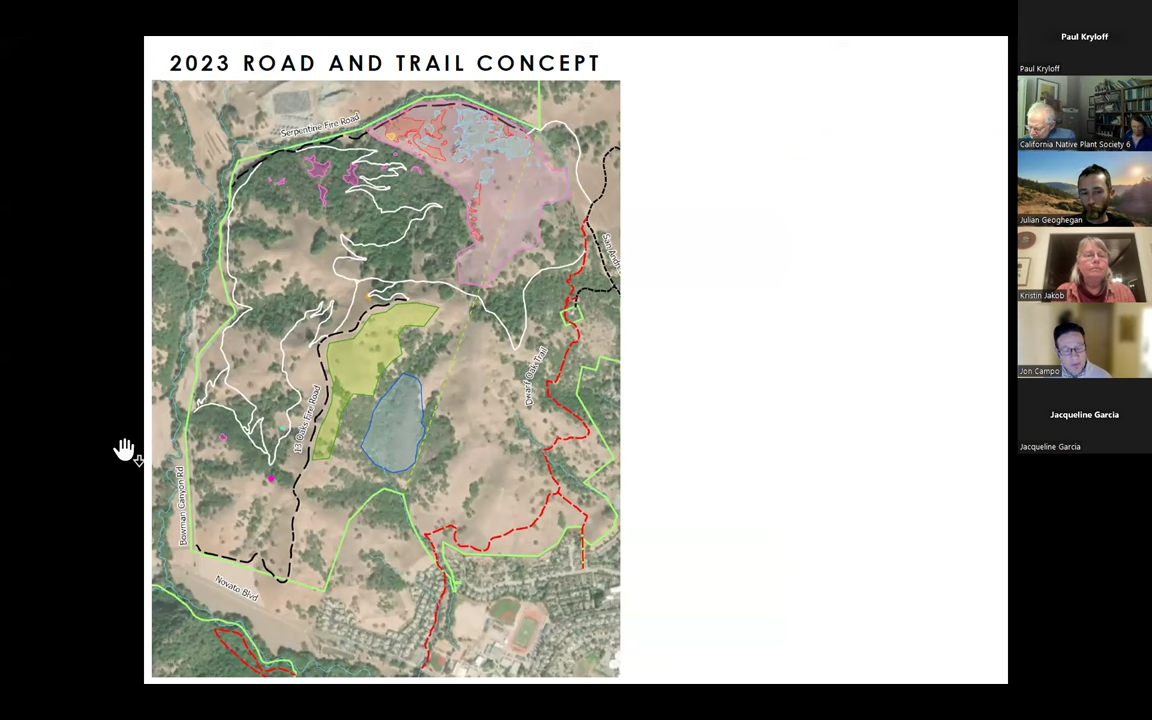 2023 ROAD AND TRAIL CONCEPT
Serpentine Fire Road
Dwarf Oak Trail
13 Oaks Fire Road
Bowman Canyon Rd
Novato Blvd
Paul Kryloff
Paul Kryloff
California Native Plant Society 6
Julian Geoghegan
Kristin Jakob
Jon Campo
Jacqueline Garcia
Jacqueline Garcia